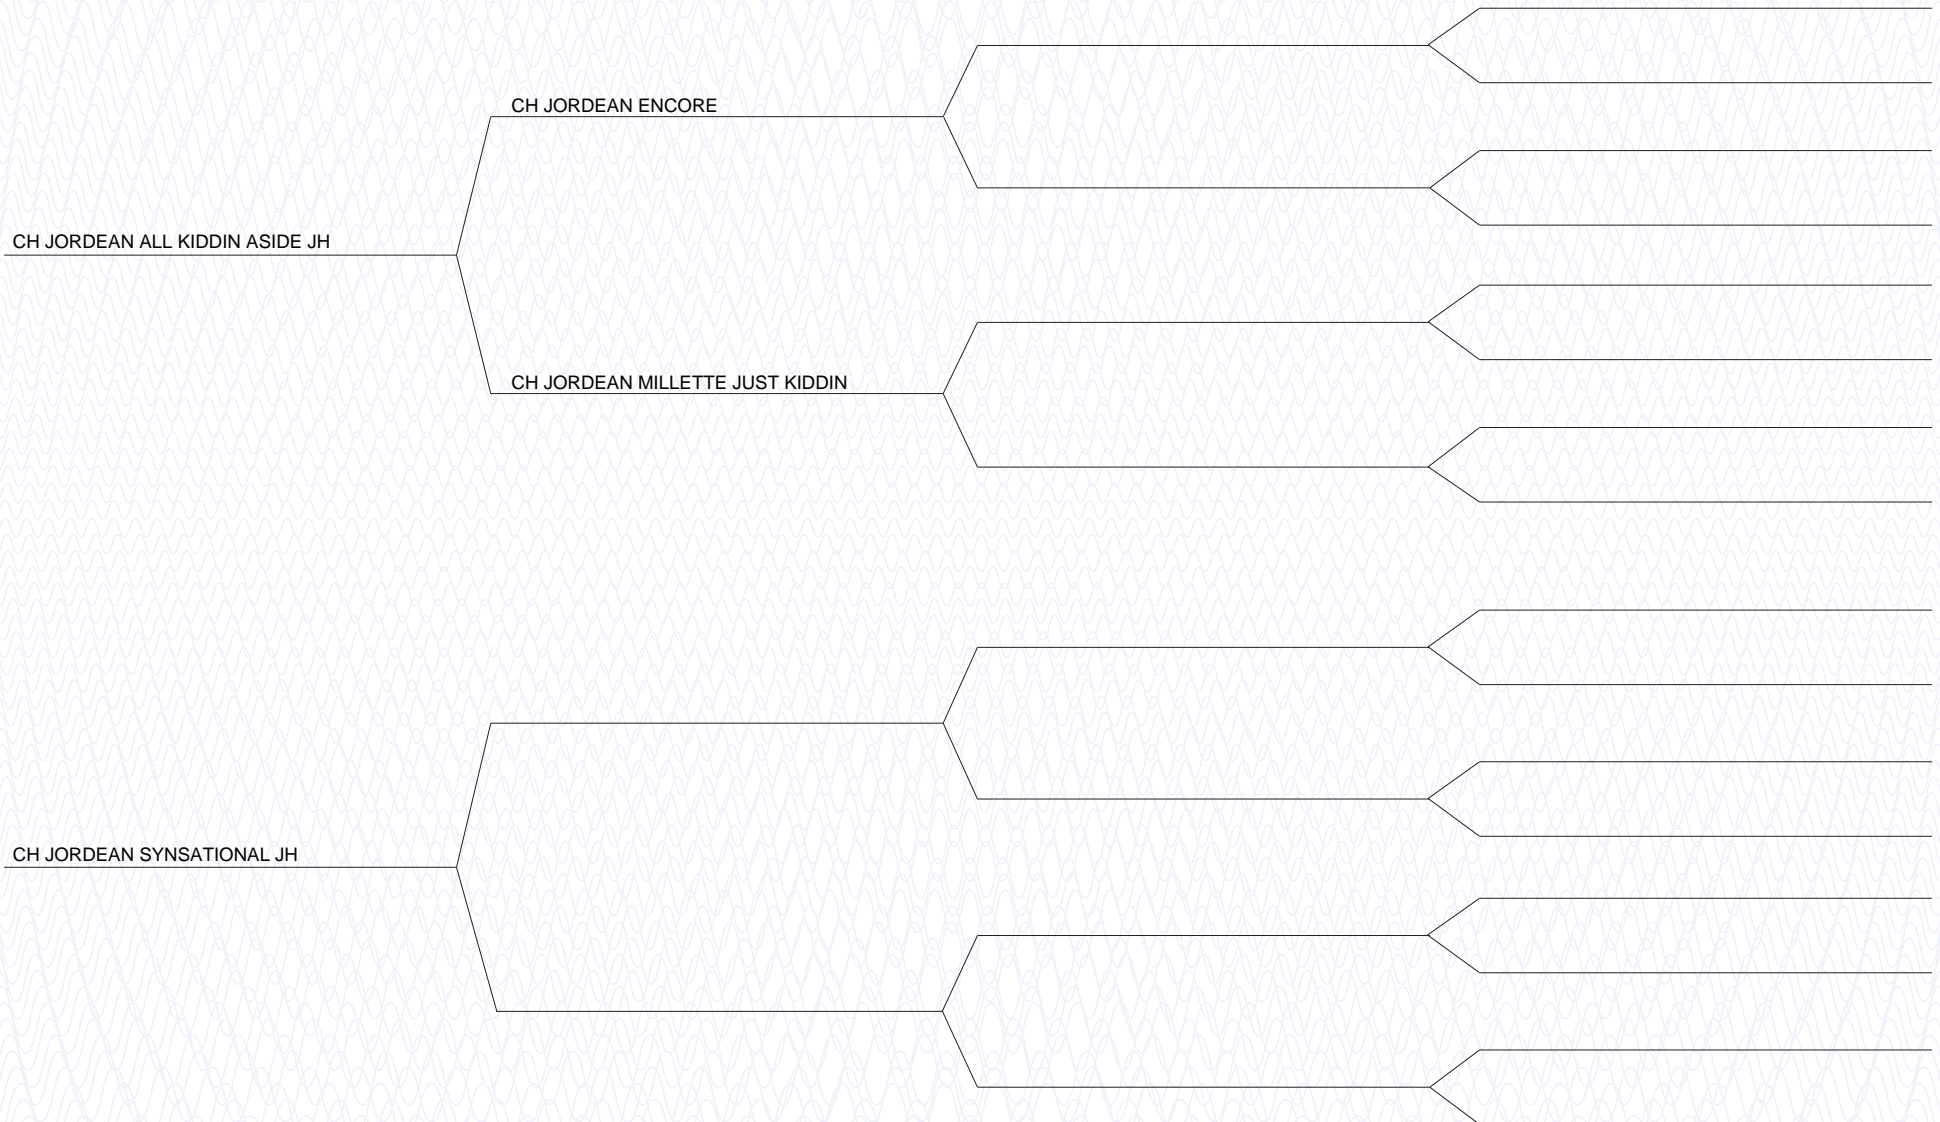 CH JORDEAN ENCORE
CH JORDEAN ALL KIDDIN ASIDE JH
CH JORDEAN MILLETTE JUST KIDDIN
CH JORDEAN SYNSATIONAL JH